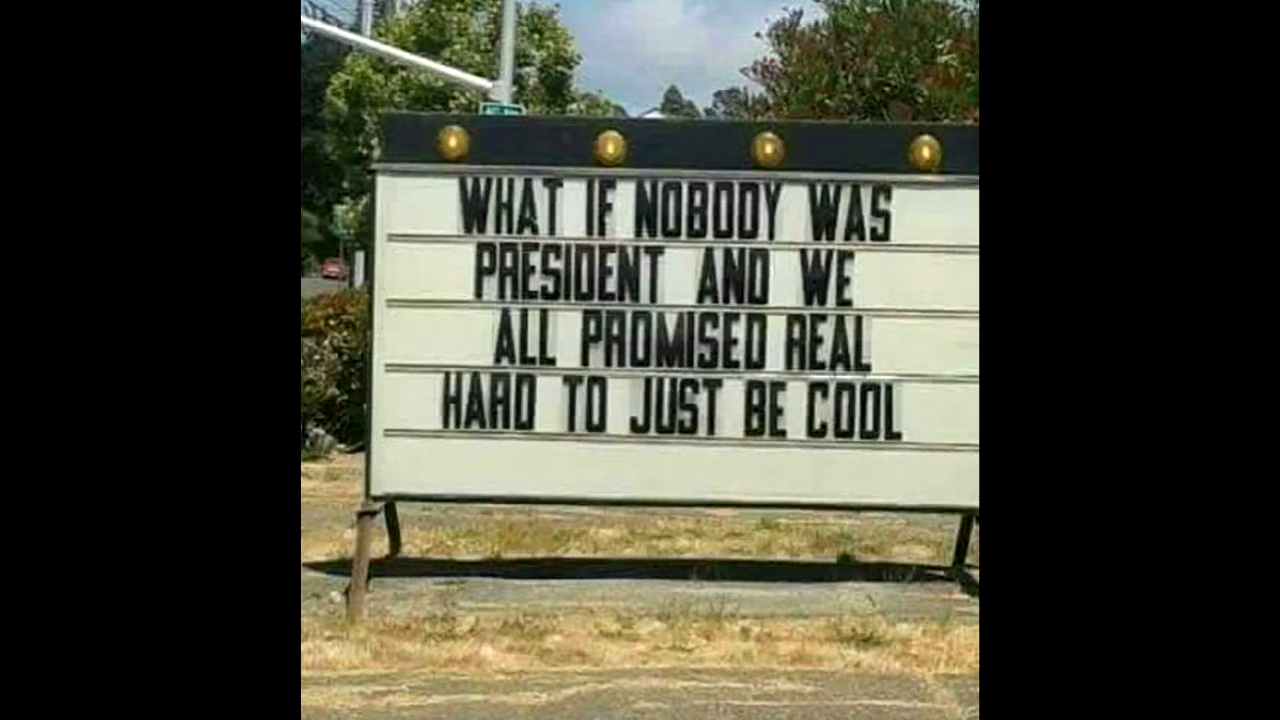 WHAT IF NOBODY WAS
PRESIDENT AND WE
ALL PROMISED REAL
HARD TO JUST BE COOL